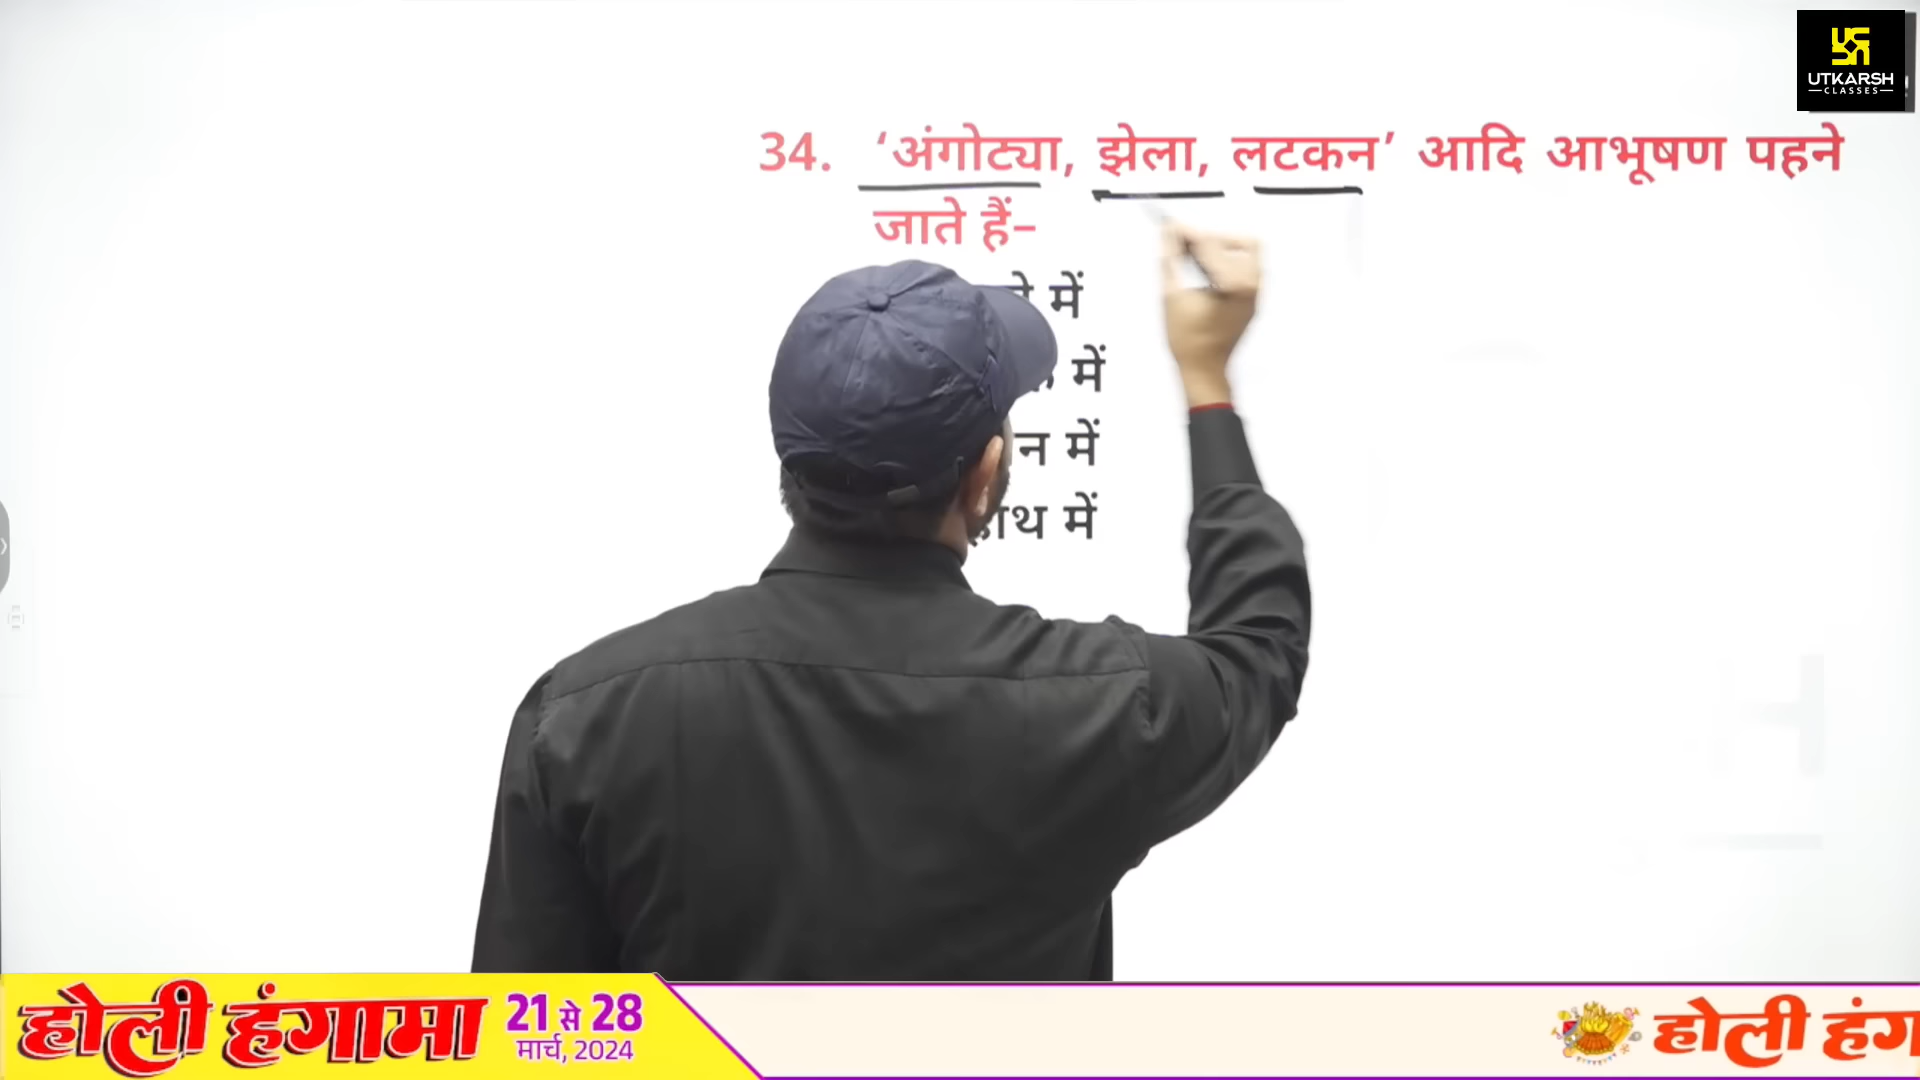 UTKARSH
CLASSES
34. ‘अंगोट्या, झेला, लटकन’ आदि आभूषण पहने
जाते हैं–
में
में
न में
हाथ में
होली हंगामा 21 से 28
मार्च, 2024
होली